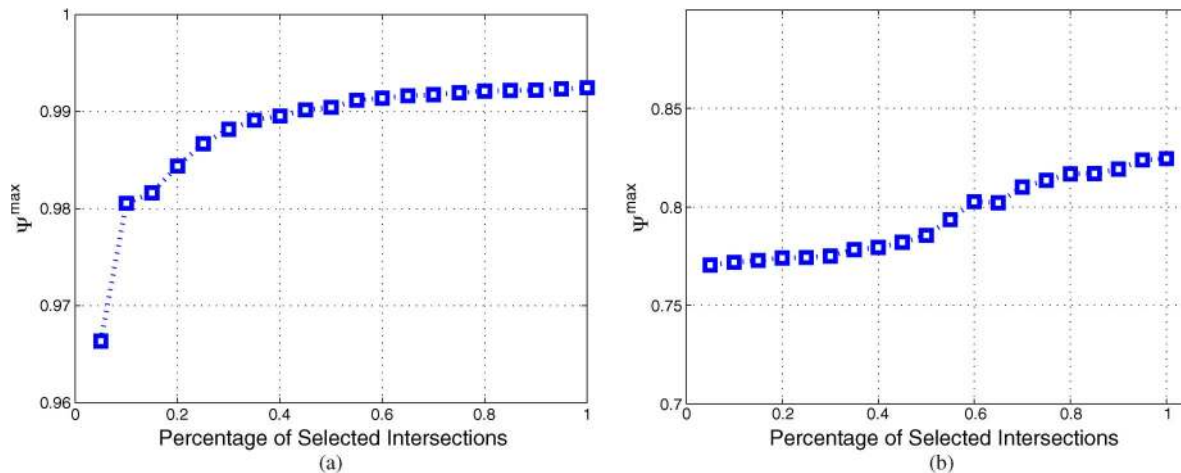 1
0.99
0.98
0.97
0.96
Ψmax
0 0.2 0.4 0.6 0.8 1
Percentage of Selected Intersections
(a)
0.85
0.8
0.75
0.7
Ψmax
0 0.2 0.4 0.6 0.8 1
Percentage of Selected Intersections
(b)